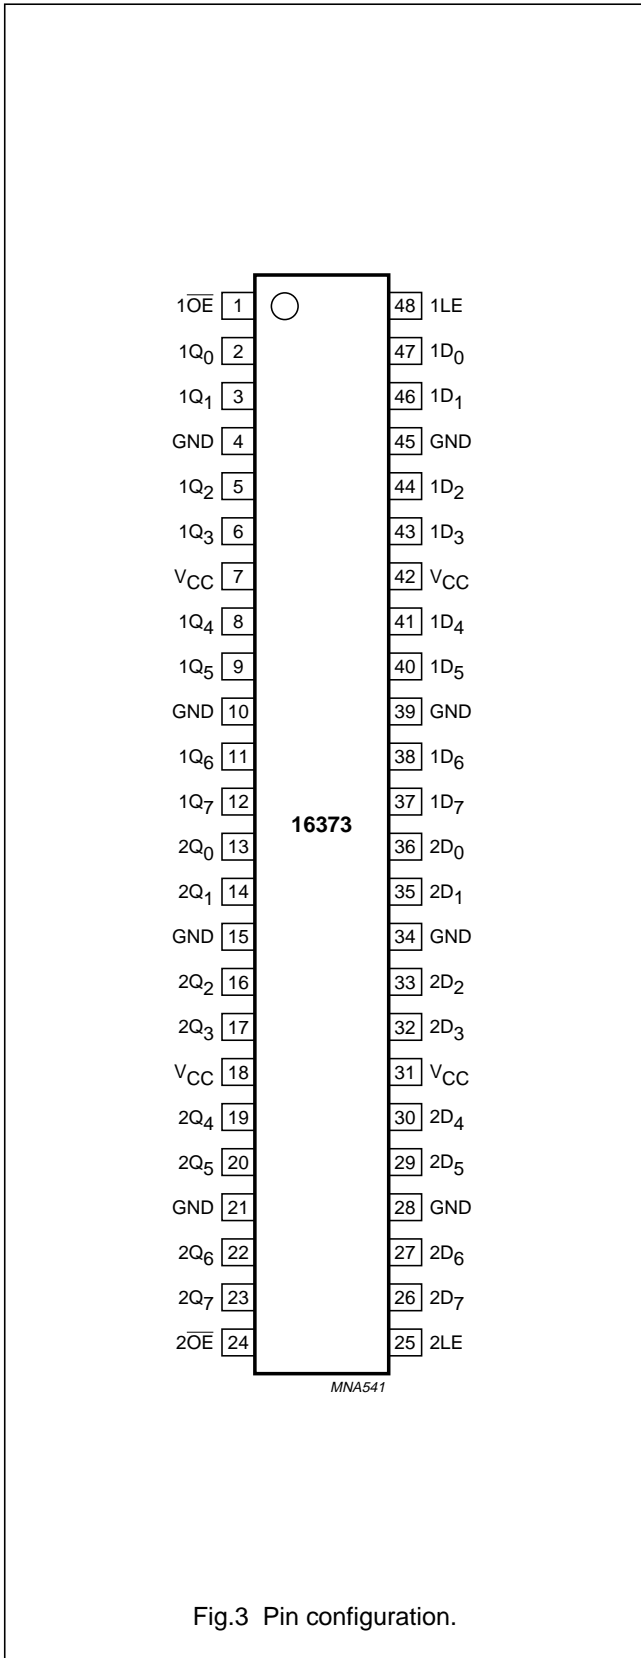 1O̅E̅ 1 48 1LE
1Q0 2 47 1D0
1Q1 3 46 1D1
GND 4 45 GND
1Q2 5 44 1D2
1Q3 6 43 1D3
VCC 7 42 VCC
1Q4 8 41 1D4
1Q5 9 40 1D5
GND 10 39 GND
1Q6 11 38 1D6
1Q7 12 37 1D7
16373
2Q0 13 36 2D0
2Q1 14 35 2D1
GND 15 34 GND
2Q2 16 33 2D2
2Q3 17 32 2D3
VCC 18 31 VCC
2Q4 19 30 2D4
2Q5 20 29 2D5
GND 21 28 GND
2Q6 22 27 2D6
2Q7 23 26 2D7
2O̅E̅ 24 25 2LE
MNA541
Fig.3 Pin configuration.